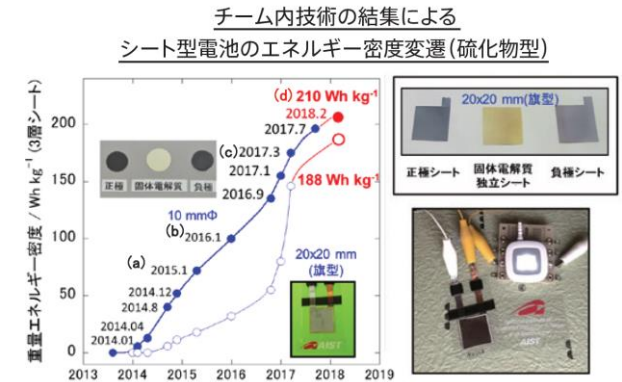 チーム内技術の結集による
シート型電池のエネルギー密度変遷(硫化物型)
重量エネルギー密度 / Wh kg⁻¹ (3層シート)
200
150
100
50
0
2013
2014
2015
2016
2017
2018
2019
(d) 210 Wh kg⁻¹
2018.2
2017.7
(c) 2017.3
2017.1
188 Wh kg⁻¹
2016.9
(b) 2016.1
(a) 2015.1
2014.12
2014.8
2014.04
2014.01
正極
固体電解質
負極
10 mmΦ
20x20 mm
(旗型)
20x20 mm(旗型)
正極シート
固体電解質
独立シート
負極シート
AIST